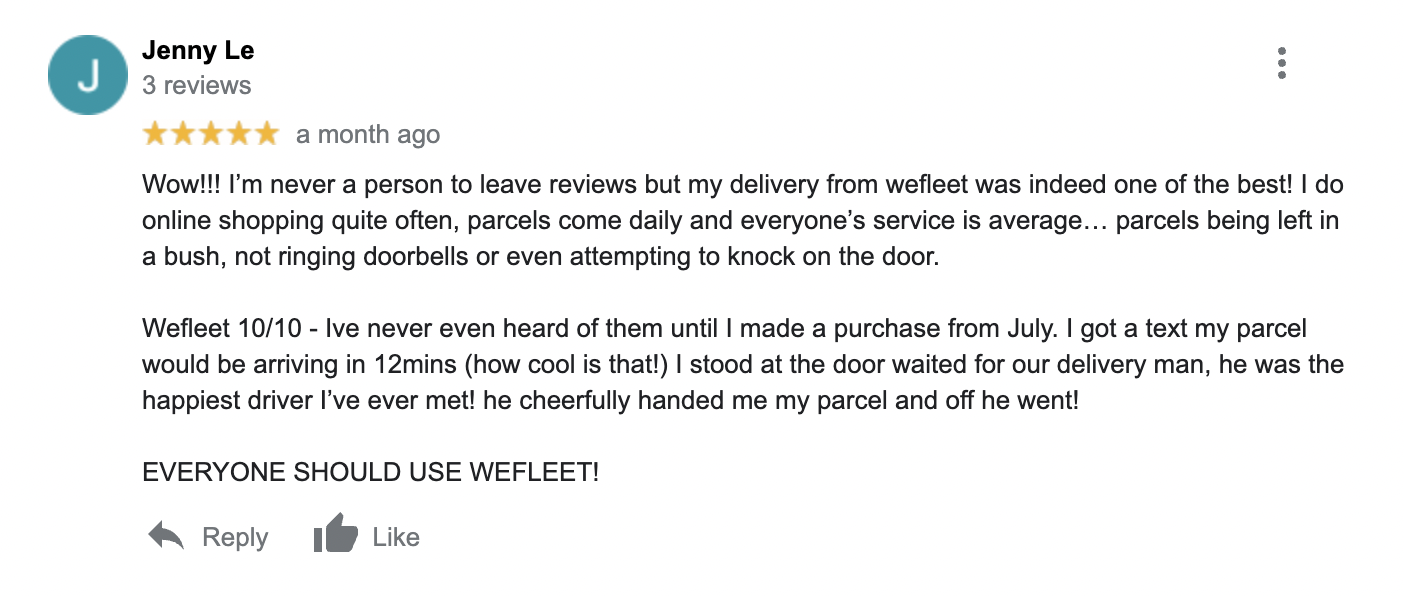 J
Jenny Le
3 reviews
a month ago
Wow!!! I’m never a person to leave reviews but my delivery from wefleet was indeed one of the best! I do
online shopping quite often, parcels come daily and everyone’s service is average… parcels being left in
a bush, not ringing doorbells or even attempting to knock on the door.
Wefleet 10/10 - Ive never even heard of them until I made a purchase from July. I got a text my parcel
would be arriving in 12mins (how cool is that!) I stood at the door waited for our delivery man, he was the
happiest driver I’ve ever met! he cheerfully handed me my parcel and off he went!
EVERYONE SHOULD USE WEFLEET!
Reply Like